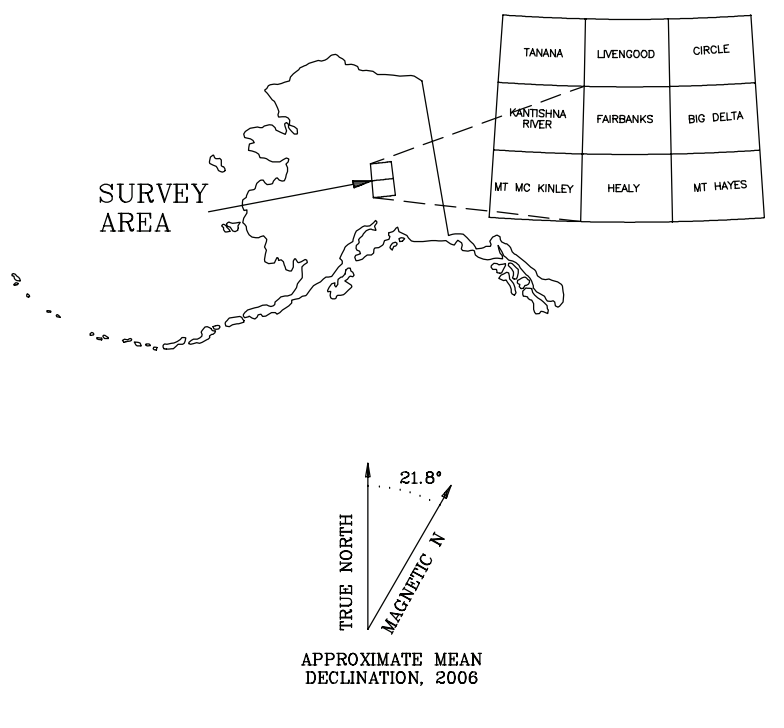 TANANA
LIVENGOOD
CIRCLE
KANTISHNA
RIVER
FAIRBANKS
BIG DELTA
MT MC KINLEY
HEALY
MT HAYES
SURVEY
AREA
21.8°
TRUE NORTH
MAGNETIC N
APPROXIMATE MEAN
DECLINATION, 2006